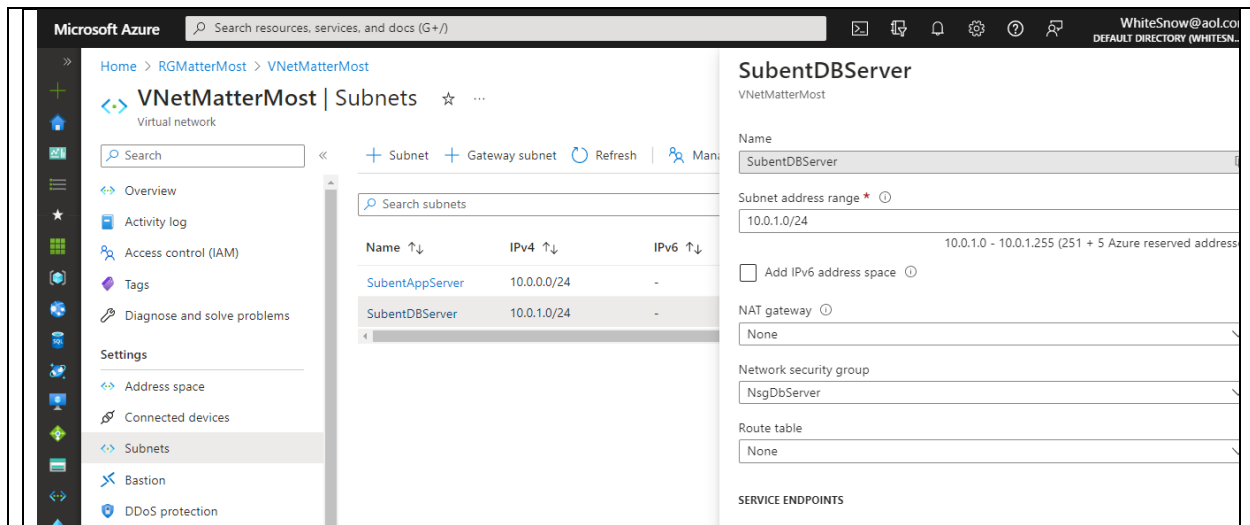 Microsoft Azure
Search resources, services, and docs (G+/)
WhiteSnow@aol.co
DEFAULT DIRECTORY (WHITESN...
Home > RGMatterMost > VNetMatterMost
VNetMatterMost | Subnets
Virtual network
Search
Overview
Activity log
Access control (IAM)
Tags
Diagnose and solve problems
Settings
Address space
Connected devices
Subnets
Bastion
DDoS protection
+ Subnet + Gateway subnet Refresh Mana
Search subnets
Name ↑↓ IPv4 ↑↓ IPv6 ↑↓
SubentAppServer 10.0.0.0/24 -
SubentDBServer 10.0.1.0/24 -
SubentDBServer
VNetMatterMost
Name
SubentDBServer
Subnet address range *
10.0.1.0/24
10.0.1.0 - 10.0.1.255 (251 + 5 Azure reserved addresse
Add IPv6 address space
NAT gateway
None
Network security group
NsgDbServer
Route table
None
SERVICE ENDPOINTS